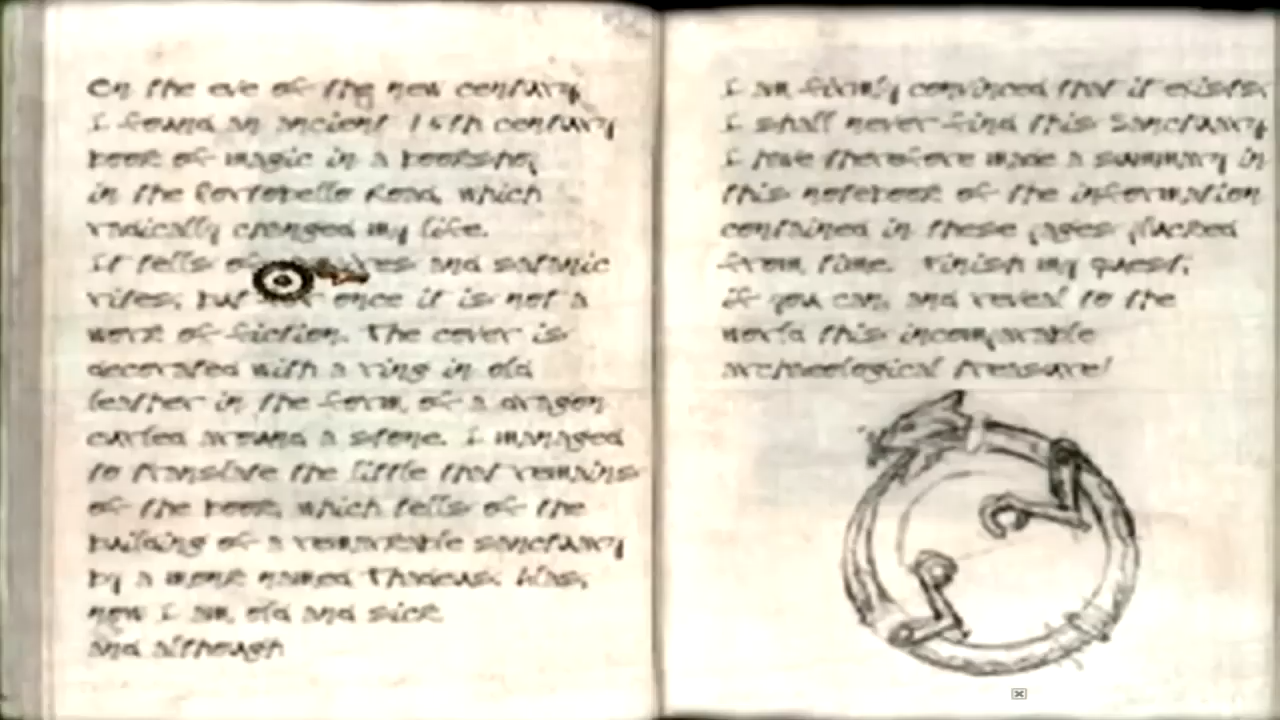 On the eve of the new century
I found an ancient 15th century
book of magic in a bookshop
in the Portobello Road, which
radically changed my life.
It tells of and satanic
rites, but once it is not a
work of fiction. The cover is
decorated with a ring in old
leather in the form of a dragon
curled around a stone. I managed
to translate the little that remains
of the book, which tells of the
building of a remarkable sanctuary
by a monk named Thadeus. Alas,
now I am old and sick
and although
I am firmly convinced that it exists,
I shall never find this Sanctuary.
I have therefore made a summary in
this notebook of the information
contained in these pages plucked
from time. Finish my quest,
if you can, and reveal to the
world this incomparable
archaeological treasure!